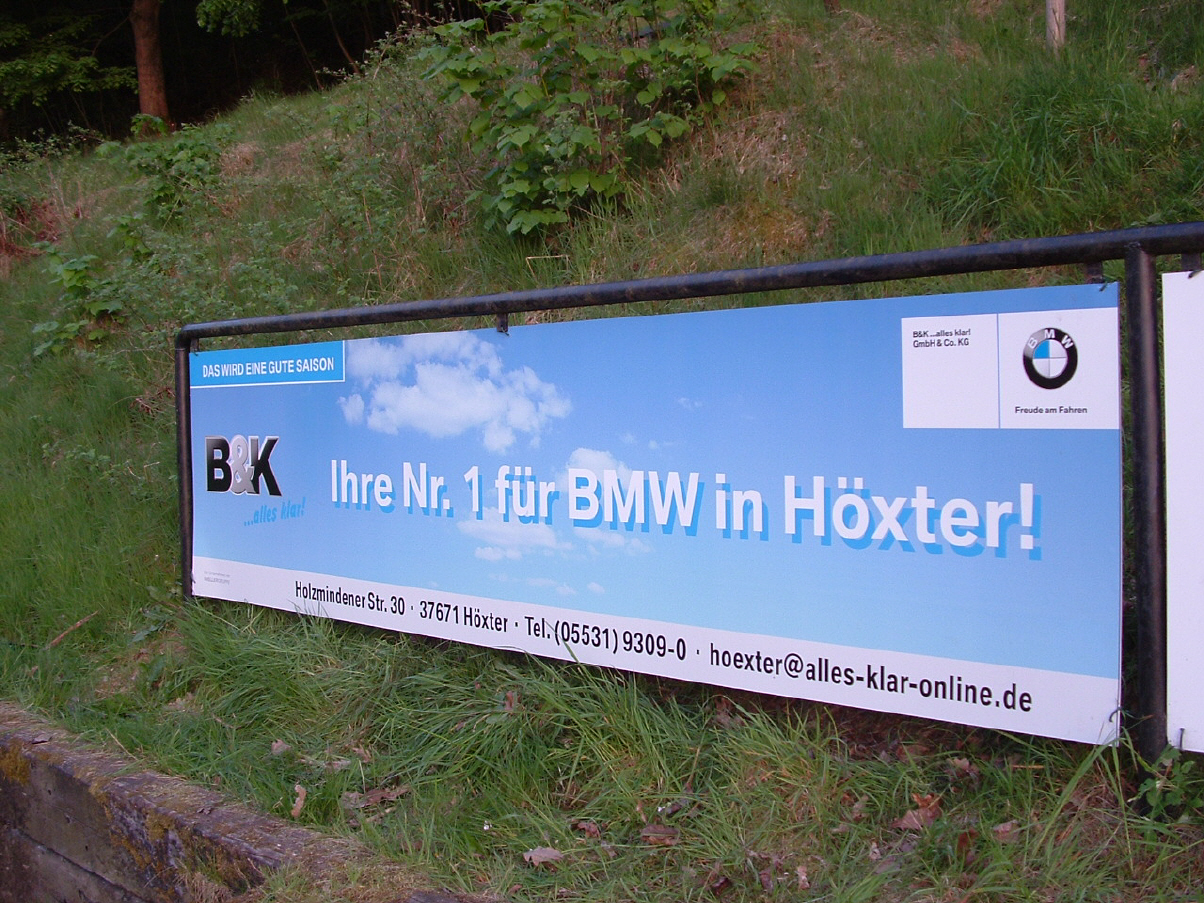 DAS WIRD EINE GUTE SAISON
B&K ...alles klar!
GmbH & Co. KG
BMW
Freude am Fahren
B&K
...alles klar!
Ihre Nr. 1 für BMW in Höxter!
Holzmindener Str. 30 · 37671 Höxter · Tel. (05531) 9309-0 · hoexter@alles-klar-online.de